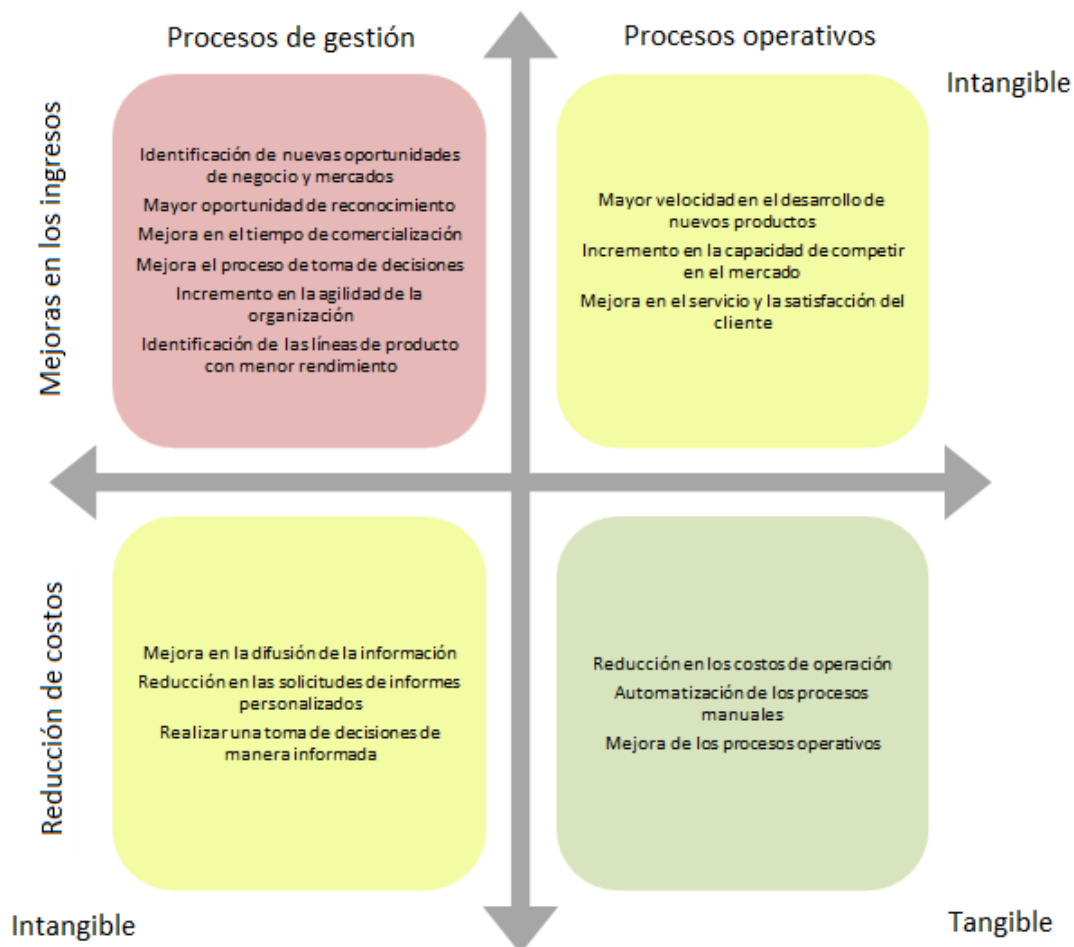 Procesos de gestión
Procesos operativos
Intangible
Mejoras en los ingresos
Identificación de nuevas oportunidades
de negocio y mercados
Mayor oportunidad de reconocimiento
Mejora en el tiempo de comercialización
Mejora el proceso de toma de decisiones
Incremento en la agilidad de la
organización
Identificación de las líneas de producto
con menor rendimiento
Mayor velocidad en el desarrollo de
nuevos productos
Incremento en la capacidad de competir
en el mercado
Mejora en el servicio y la satisfacción del
cliente
Reducción de costos
Mejora en la difusión de la información
Reducción en las solicitudes de informes
personalizados
Realizar una toma de decisiones de
manera informada
Reducción en los costos de operación
Automatización de los procesos
manuales
Mejora de los procesos operativos
Intangible
Tangible